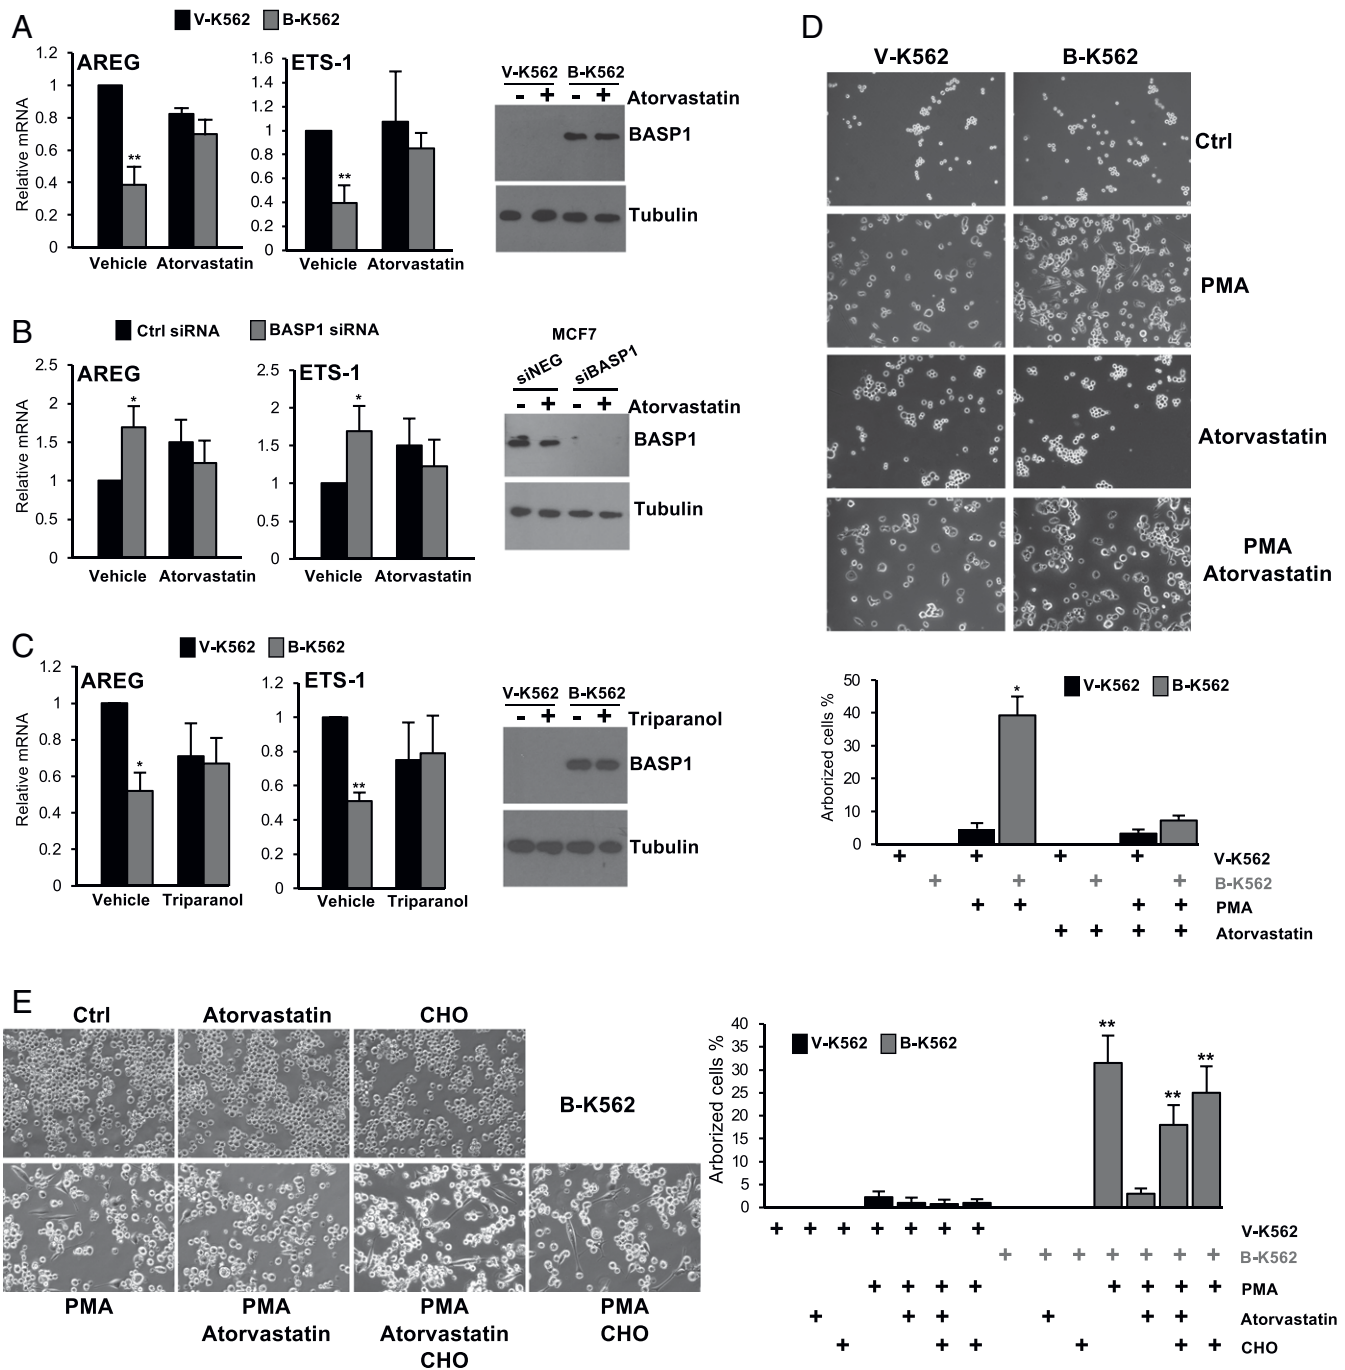 A
V-K562 B-K562
AREG
ETS-1
Relative mRNA
1.2
1
0.8
0.6
0.4
0.2
0
**
Vehicle Atorvastatin
1.6
1.4
1.2
1
0.8
0.6
0.4
0.2
0
**
Vehicle Atorvastatin
V-K562 B-K562
- + - + Atorvastatin
BASP1
Tubulin
B
Ctrl siRNA BASP1 siRNA
AREG
ETS-1
Relative mRNA
2.5
2
1.5
1
0.5
0
*
Vehicle Atorvastatin
2.5
2
1.5
1
0.5
0
*
Vehicle Atorvastatin
MCF7
siNEG siBASP1
- + - + Atorvastatin
BASP1
Tubulin
C
V-K562 B-K562
AREG
ETS-1
Relative mRNA
1.2
1
0.8
0.6
0.4
0.2
0
*
Vehicle Triparanol
1.2
1
0.8
0.6
0.4
0.2
0
**
Vehicle Triparanol
V-K562 B-K562
- + - + Triparanol
BASP1
Tubulin
D
V-K562 B-K562
Ctrl
PMA
Atorvastatin
PMA
Atorvastatin
V-K562 B-K562
Arborized cells %
50
40
30
20
10
0
*
+ + + + V-K562
+ + + + B-K562
+ + + + PMA
+ + + + Atorvastatin
E
Ctrl Atorvastatin CHO
B-K562
PMA
PMA
Atorvastatin
PMA
Atorvastatin
CHO
PMA
CHO
V-K562 B-K562
Arborized cells %
40
35
30
25
20
15
10
5
0
** ** **
+ + + + + + + V-K562
+ + + + + + + B-K562
+ + + + + + + + PMA
+ + + + + + Atorvastatin
+ + + + + + CHO